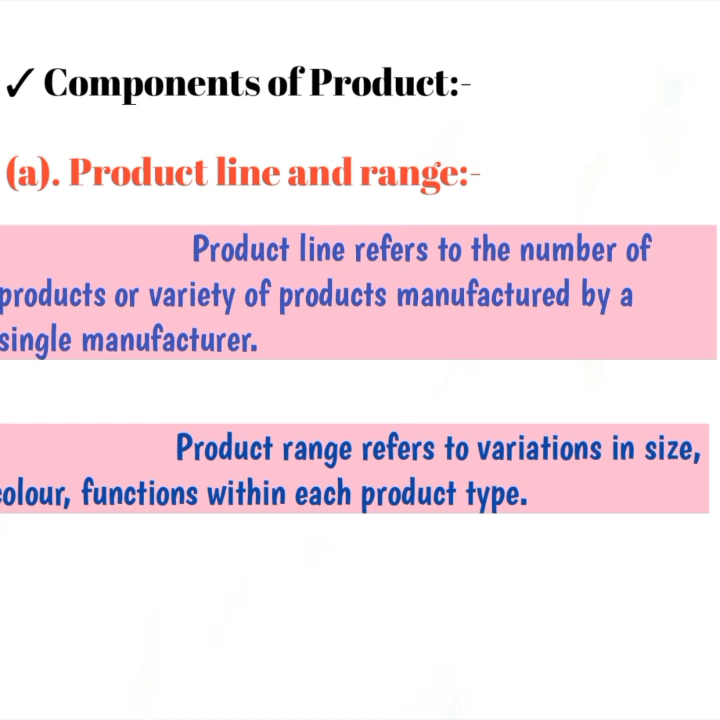 ✓ Components of Product:-
(a). Product line and range:-
Product line refers to the number of
products or variety of products manufactured by a
single manufacturer.
Product range refers to variations in size,
colour, functions within each product type.